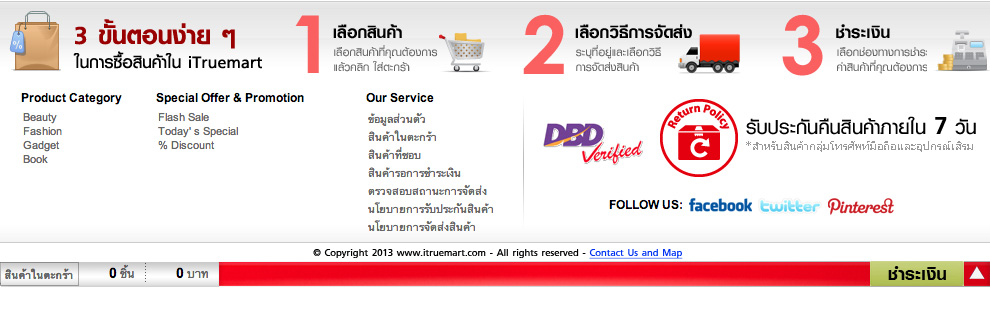 3 ขั้นตอนง่าย ๆ
ในการซื้อสินค้าใน iTruemart
1 เลือกสินค้า
เลือกสินค้าที่คุณต้องการ
แล้วคลิก ใส่ตะกร้า
2 เลือกวิธีการจัดส่ง
ระบุที่อยู่และเลือกวิธี
การจัดส่งสินค้า
3 ชำระเงิน
เลือกช่องทางการชำระ
ค่าสินค้าที่คุณต้องการ
%
Product Category
Beauty
Fashion
Gadget
Book
Special Offer & Promotion
Flash Sale
Today' s Special
% Discount
Our Service
ข้อมูลส่วนตัว
สินค้าในตะกร้า
สินค้าที่ชอบ
สินค้ารอการชำระเงิน
ตรวจสอบสถานะการจัดส่ง
นโยบายการรับประกันสินค้า
นโยบายการจัดส่งสินค้า
DBD
Verified
Return Policy
รับประกันคืนสินค้าภายใน 7 วัน
*สำหรับสินค้ากลุ่มโทรศัพท์มือถือและอุปกรณ์เสริม
FOLLOW US: facebook twitter Pinterest
© Copyright 2013 www.itruemart.com - All rights reserved - Contact Us and Map
สินค้าในตะกร้า 0 ชิ้น 0 บาท ชำระเงิน